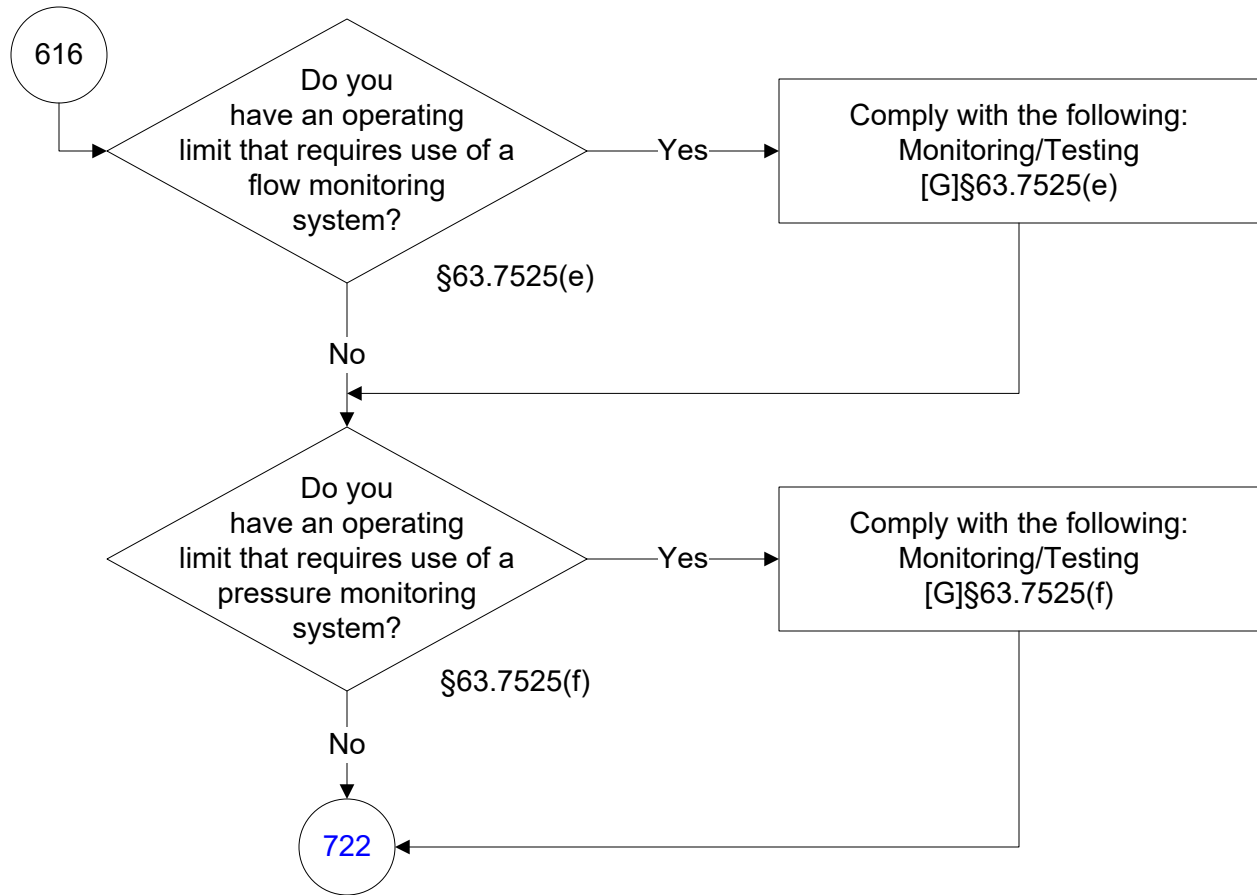 616
Do you
have an operating
limit that requires use of a
flow monitoring
system?
Yes
Comply with the following:
Monitoring/Testing
[G]§63.7525(e)
§63.7525(e)
No
Do you
have an operating
limit that requires use of a
pressure monitoring
system?
Yes
Comply with the following:
Monitoring/Testing
[G]§63.7525(f)
§63.7525(f)
No
722